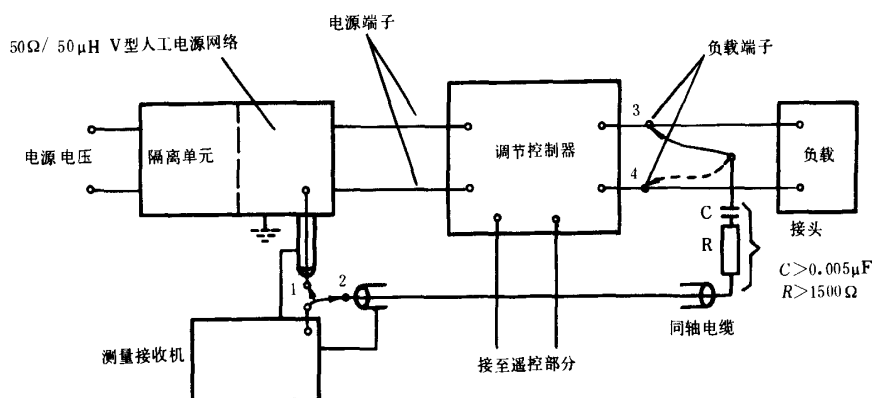 电源端子
50Ω/ 50μH V型人工电源网络
负载端子
3
电源电压
隔离单元
调节控制器
负载
4
C
接头
R
C>0.005μF
R>1500Ω
1
2
同轴电缆
测量接收机
接至遥控部分